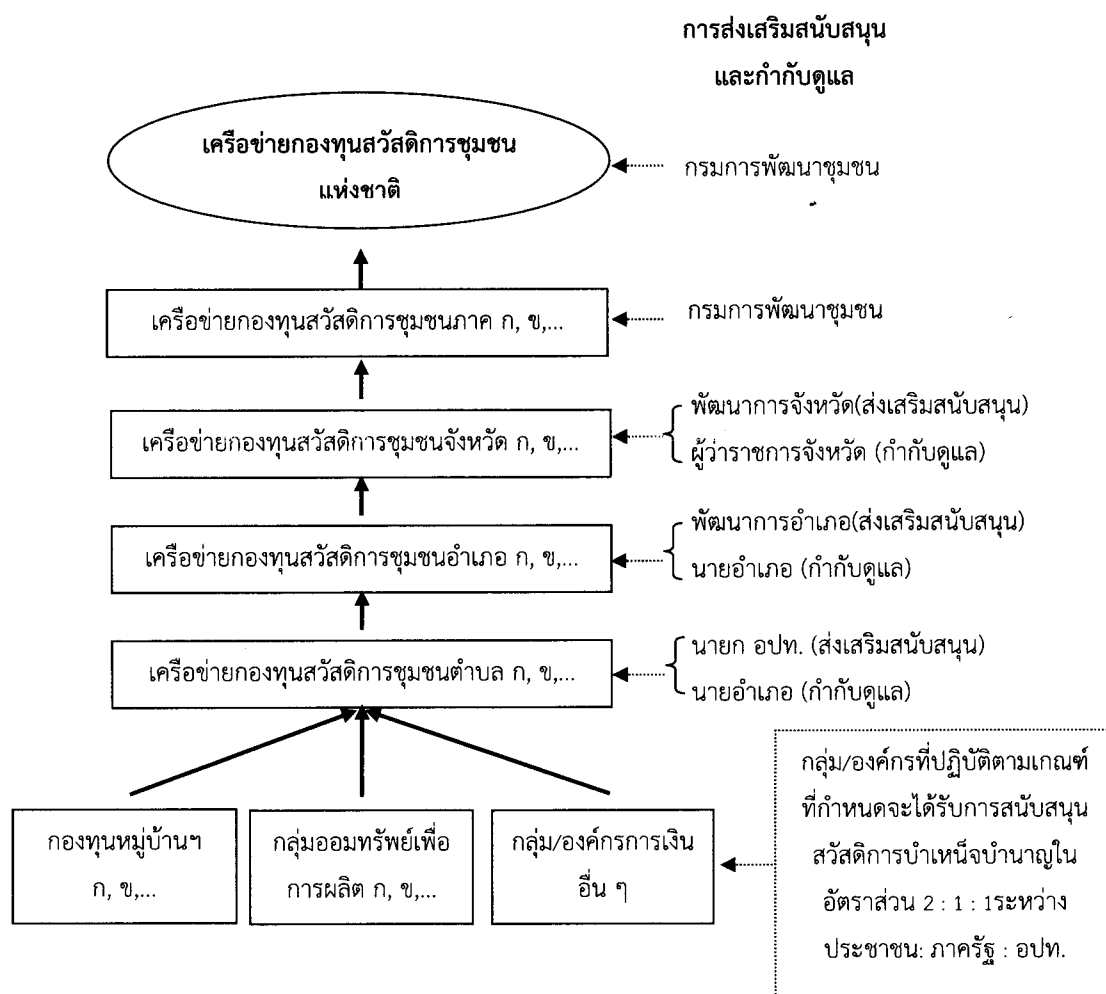 การส่งเสริมสนับสนุน
และกำกับดูแล
เครือข่ายกองทุนสวัสดิการชุมชน
แห่งชาติ
กรมการพัฒนาชุมชน
เครือข่ายกองทุนสวัสดิการชุมชนภาค ก, ข,...
กรมการพัฒนาชุมชน
เครือข่ายกองทุนสวัสดิการชุมชนจังหวัด ก, ข,...
พัฒนาการจังหวัด(ส่งเสริมสนับสนุน)
ผู้ว่าราชการจังหวัด (กำกับดูแล)
เครือข่ายกองทุนสวัสดิการชุมชนอำเภอ ก, ข,...
พัฒนาการอำเภอ(ส่งเสริมสนับสนุน)
นายอำเภอ (กำกับดูแล)
เครือข่ายกองทุนสวัสดิการชุมชนตำบล ก, ข,...
นายก อปท. (ส่งเสริมสนับสนุน)
นายอำเภอ (กำกับดูแล)
กองทุนหมู่บ้านฯ
ก, ข,...
กลุ่มออมทรัพย์เพื่อ
การผลิต ก, ข,...
กลุ่ม/องค์กรการเงิน
อื่น ๆ
กลุ่ม/องค์กรที่ปฏิบัติตามเกณฑ์
ที่กำหนดจะได้รับการสนับสนุน
สวัสดิการบำเหน็จบำนาญใน
อัตราส่วน 2 : 1 : 1ระหว่าง
ประชาชน: ภาครัฐ : อปท.